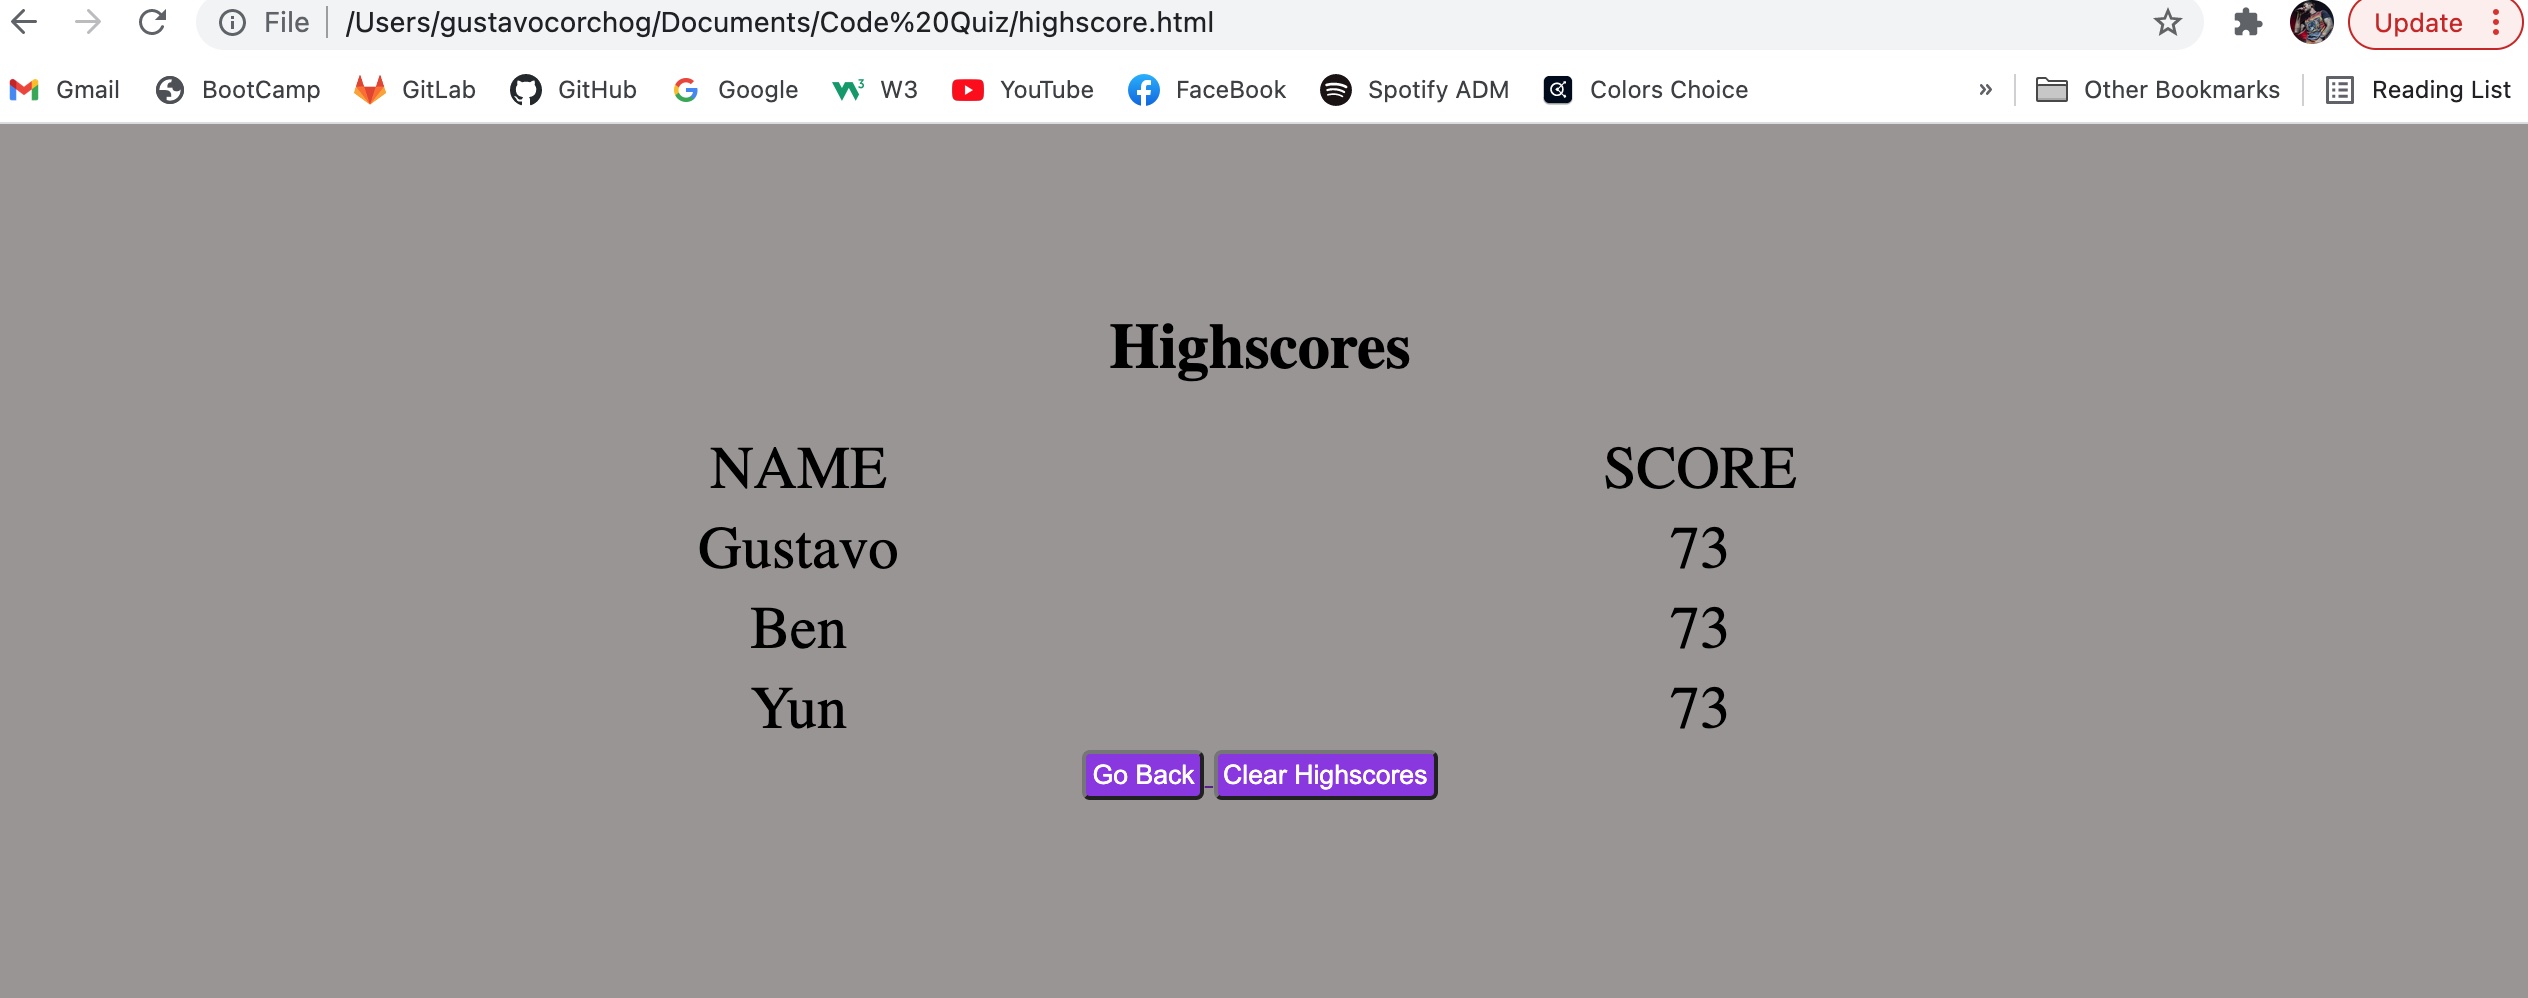 File | /Users/gustavocorchog/Documents/Code%20Quiz/highscore.html Update
Gmail BootCamp GitLab GitHub Google W3 YouTube FaceBook Spotify ADM Colors Choice » Other Bookmarks Reading List
Highscores
NAME SCORE
Gustavo 73
Ben 73
Yun 73
Go Back Clear Highscores